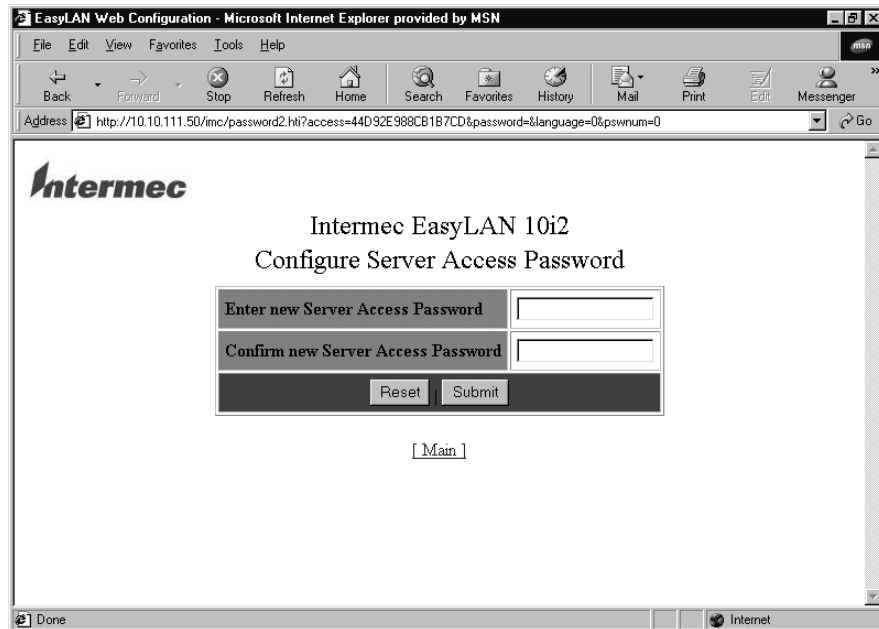 EasyLAN Web Configuration - Microsoft Internet Explorer provided by MSN
File Edit View Favorites Tools Help
msn
Back Forward Stop Refresh Home Search Favorites History Mail Print Edit Messenger »
Address http://10.10.111.50/imc/password2.hti?access=44D92E988CB1B7CD&password=&language=0&pswnum=0 Go
Intermec
Intermec EasyLAN 10i2
Configure Server Access Password
Enter new Server Access Password
Confirm new Server Access Password
Reset | Submit
[ Main ]
Done Internet